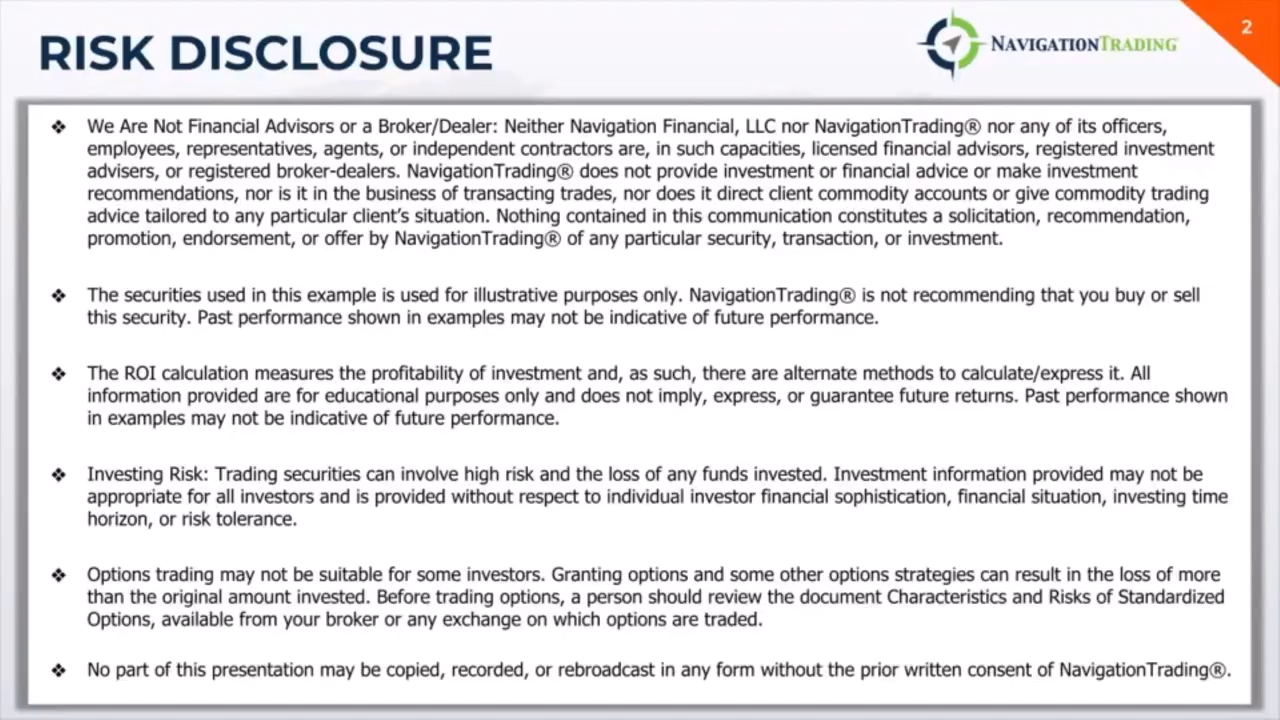 RISK DISCLOSURE
NAVIGATIONTRADING
2
❖ We Are Not Financial Advisors or a Broker/Dealer: Neither Navigation Financial, LLC nor NavigationTrading® nor any of its officers,
employees, representatives, agents, or independent contractors are, in such capacities, licensed financial advisors, registered investment
advisers, or registered broker-dealers. NavigationTrading® does not provide investment or financial advice or make investment
recommendations, nor is it in the business of transacting trades, nor does it direct client commodity accounts or give commodity trading
advice tailored to any particular client's situation. Nothing contained in this communication constitutes a solicitation, recommendation,
promotion, endorsement, or offer by NavigationTrading® of any particular security, transaction, or investment.
❖ The securities used in this example is used for illustrative purposes only. NavigationTrading® is not recommending that you buy or sell
this security. Past performance shown in examples may not be indicative of future performance.
❖ The ROI calculation measures the profitability of investment and, as such, there are alternate methods to calculate/express it. All
information provided are for educational purposes only and does not imply, express, or guarantee future returns. Past performance shown
in examples may not be indicative of future performance.
❖ Investing Risk: Trading securities can involve high risk and the loss of any funds invested. Investment information provided may not be
appropriate for all investors and is provided without respect to individual investor financial sophistication, financial situation, investing time
horizon, or risk tolerance.
❖ Options trading may not be suitable for some investors. Granting options and some other options strategies can result in the loss of more
than the original amount invested. Before trading options, a person should review the document Characteristics and Risks of Standardized
Options, available from your broker or any exchange on which options are traded.
❖ No part of this presentation may be copied, recorded, or rebroadcast in any form without the prior written consent of NavigationTrading®.